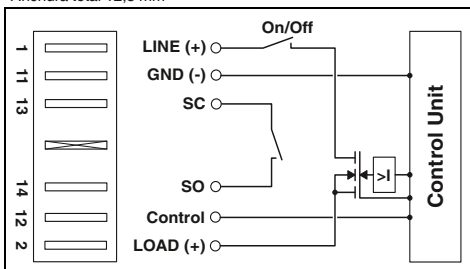 Anchura total 12,5 mm
1
11
13
14
12
2
LINE (+)
GND (-)
SC
SO
Control
LOAD (+)
On/Off
>I
Control Unit